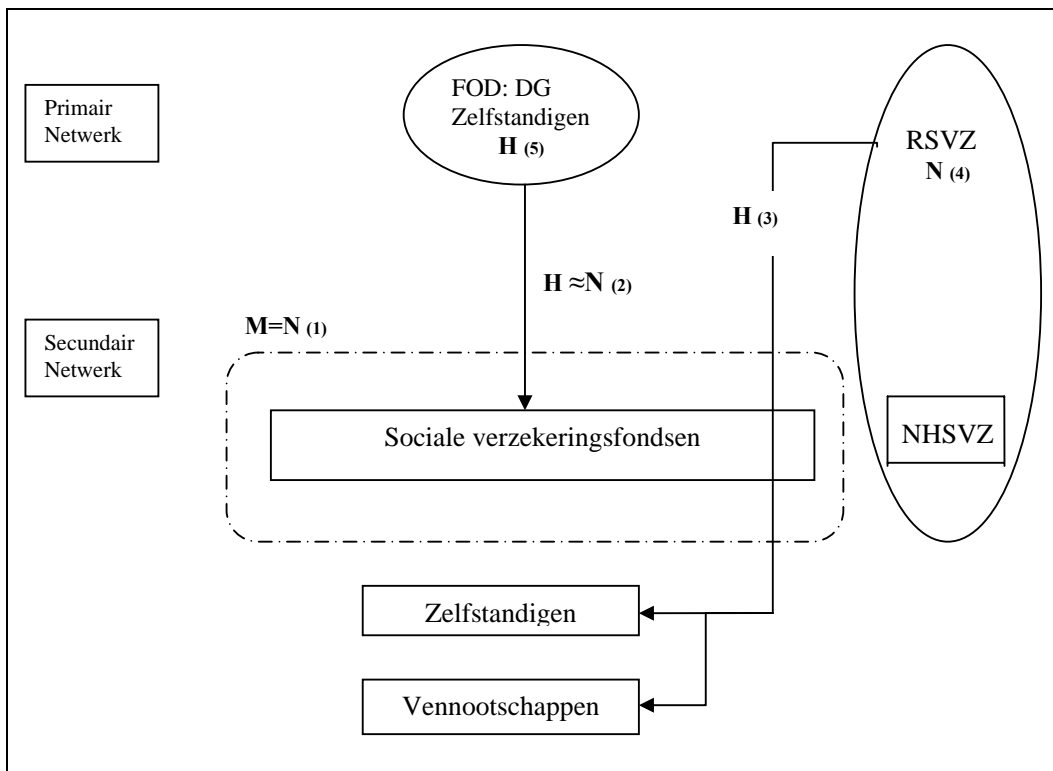 FOD: DG
Zelfstandigen
H (5)
Primair
Netwerk
RSVZ
N (4)
H (3)
H ≈N (2)
M=N (1)
Secundair
Netwerk
Sociale verzekeringsfondsen
NHSVZ
Zelfstandigen
Vennootschappen